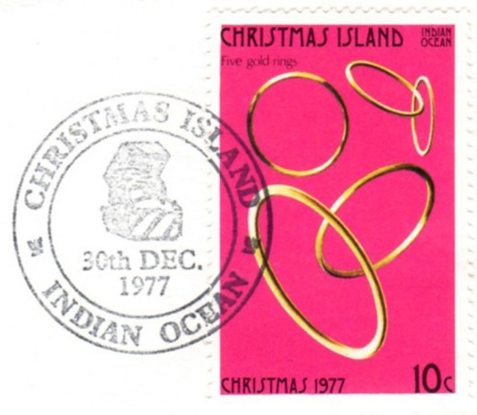 CHRISTMAS ISLAND
INDIAN
OCEAN
Five gold rings
CHRISTMAS 1977
10c
CHRISTMAS ISLAND
30th DEC.
1977
INDIAN OCEAN